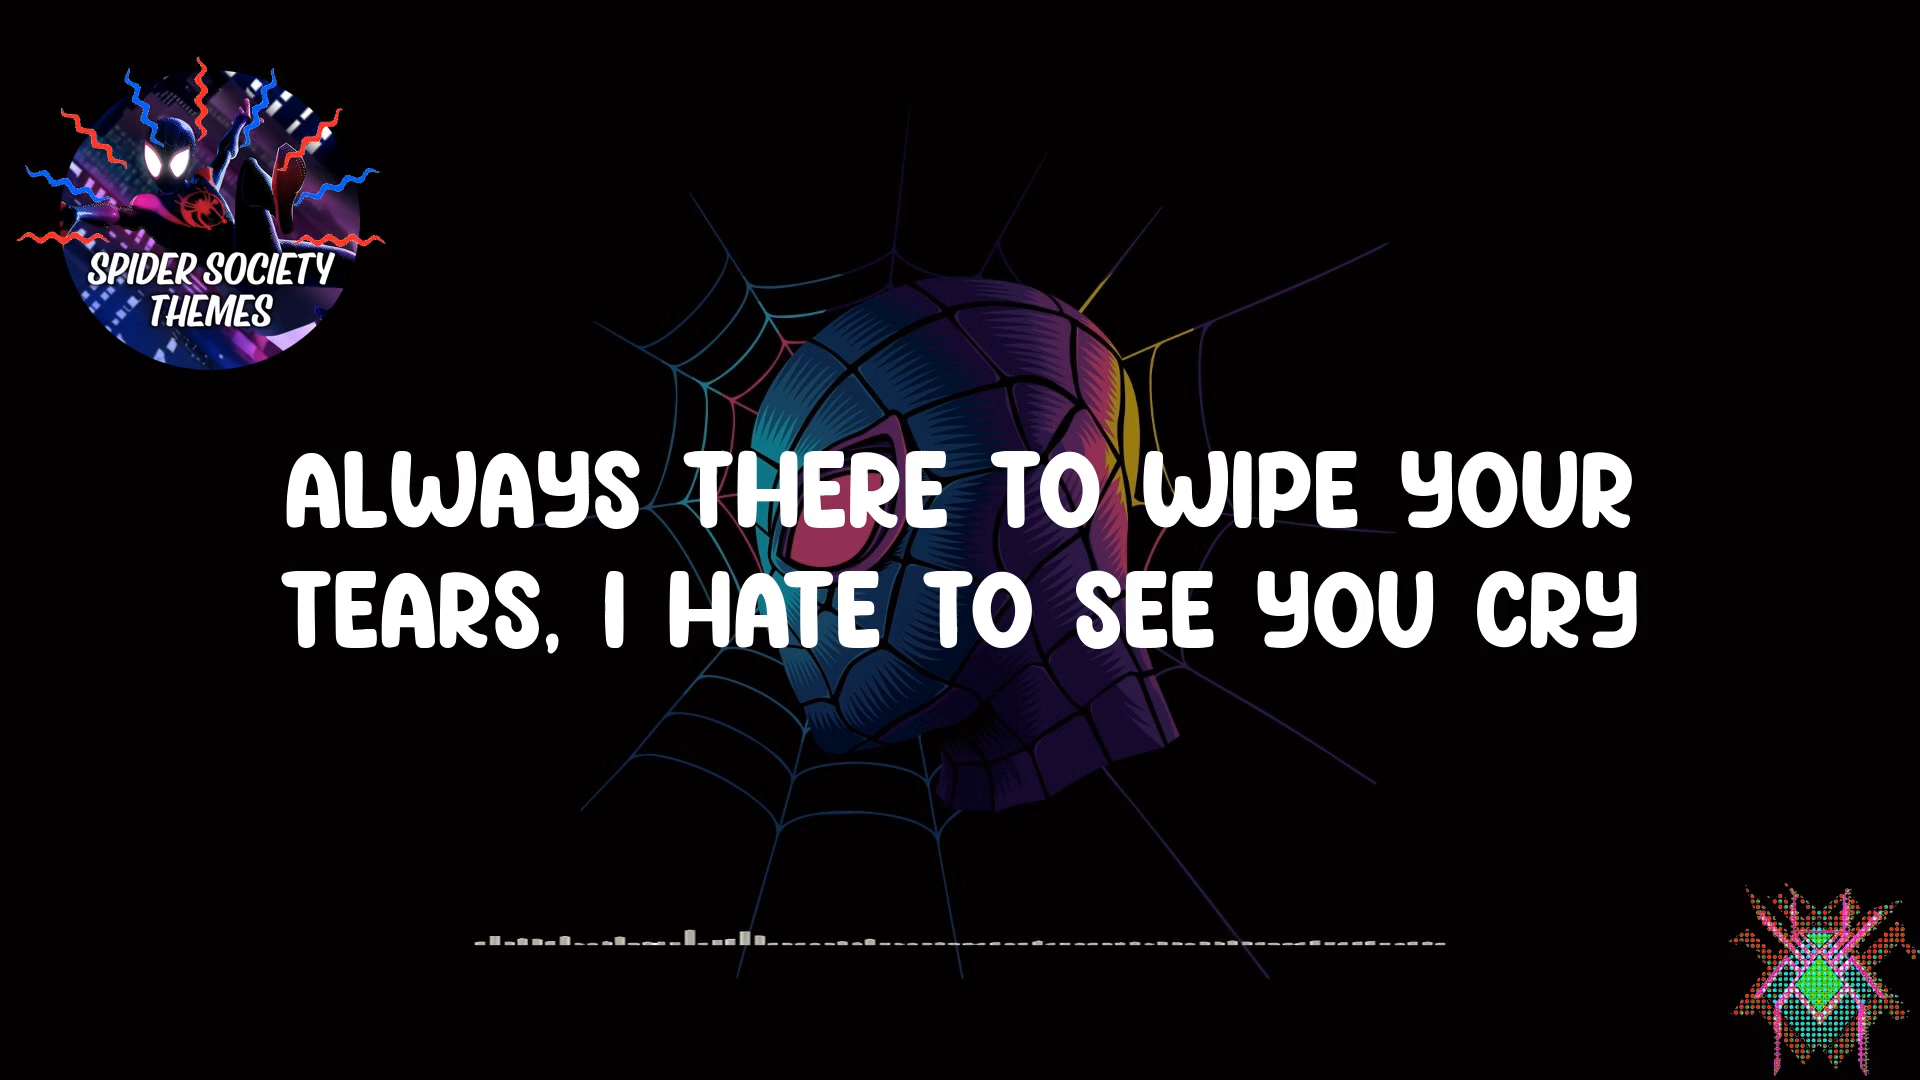 SPIDER SOCIETY
THEMES
ALWAYS THERE TO WIPE YOUR
TEARS, I HATE TO SEE YOU CRY